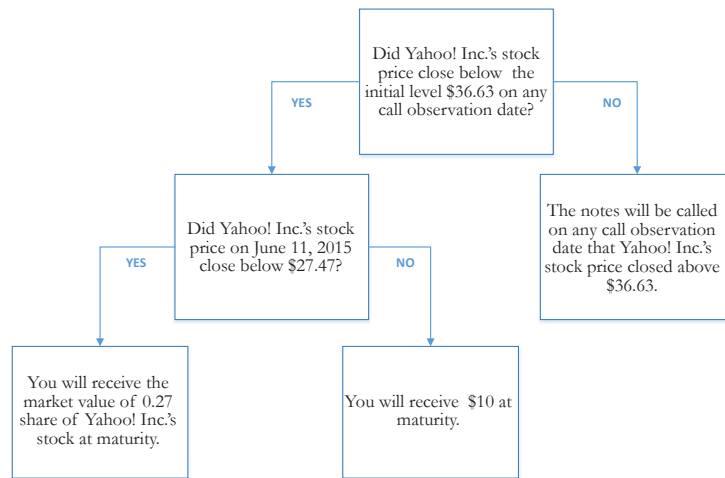 Did Yahoo! Inc.'s stock
price close below the
initial level $36.63 on any
call observation date?
YES
NO
Did Yahoo! Inc.'s stock
price on June 11, 2015
close below $27.47?
The notes will be called
on any call observation
date that Yahoo! Inc.'s
stock price closed above
$36.63.
YES
NO
You will receive the
market value of 0.27
share of Yahoo! Inc.'s
stock at maturity.
You will receive $10 at
maturity.